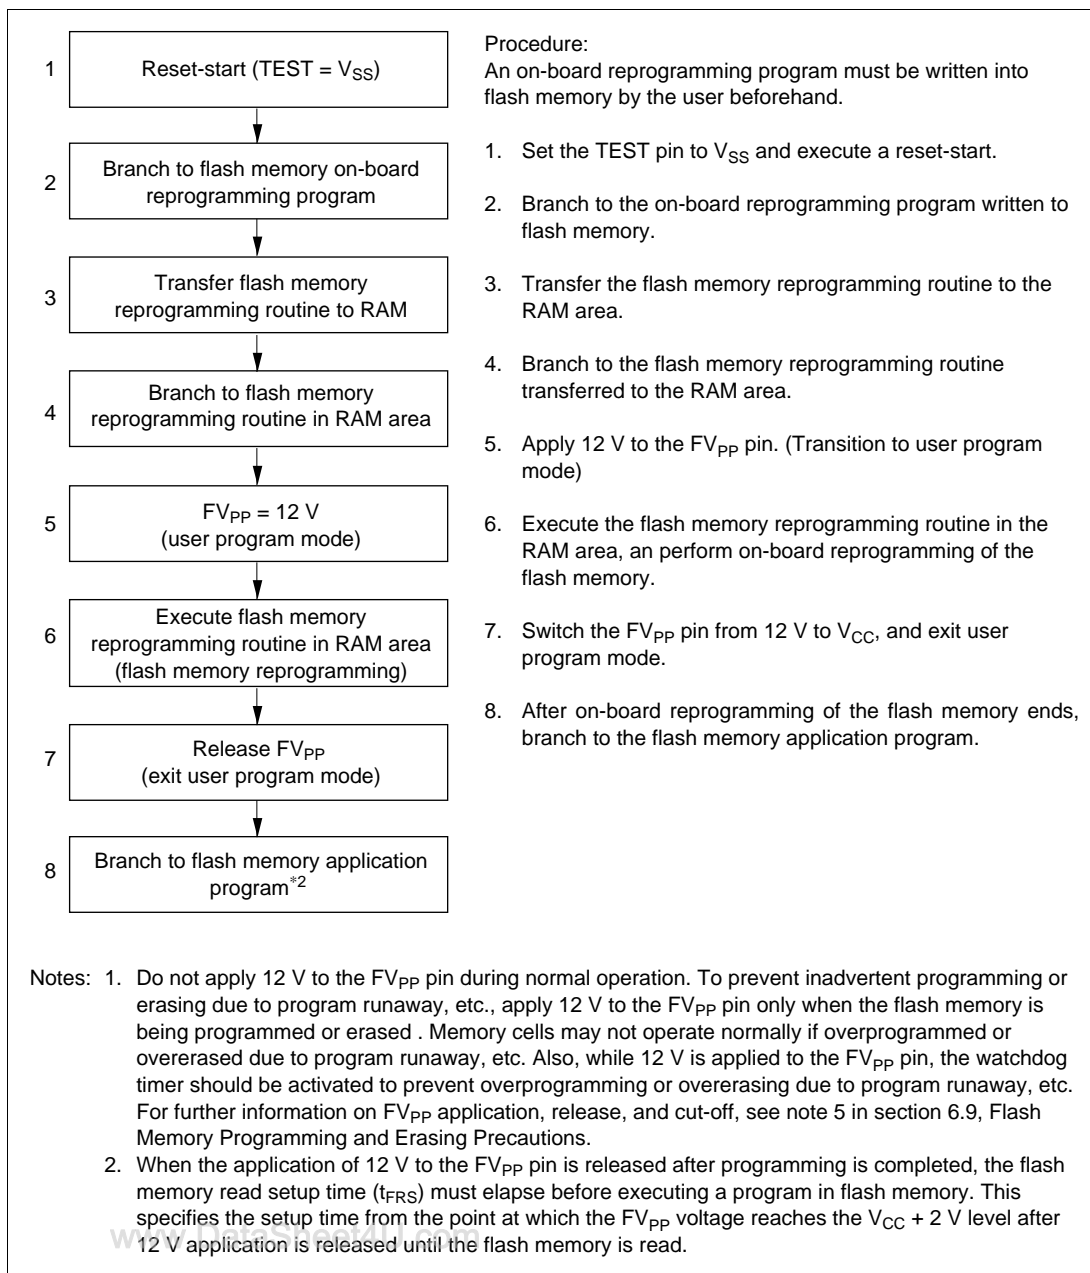 1
Reset-start (TEST = VSS)
2
Branch to flash memory on-board
reprogramming program
3
Transfer flash memory
reprogramming routine to RAM
4
Branch to flash memory
reprogramming routine in RAM area
5
FVPP = 12 V
(user program mode)
6
Execute flash memory
reprogramming routine in RAM area
(flash memory reprogramming)
7
Release FVPP
(exit user program mode)
8
Branch to flash memory application
program*2
Procedure:
An on-board reprogramming program must be written into
flash memory by the user beforehand.
1. Set the TEST pin to VSS and execute a reset-start.
2. Branch to the on-board reprogramming program written to
flash memory.
3. Transfer the flash memory reprogramming routine to the
RAM area.
4. Branch to the flash memory reprogramming routine
transferred to the RAM area.
5. Apply 12 V to the FVPP pin. (Transition to user program
mode)
6. Execute the flash memory reprogramming routine in the
RAM area, an perform on-board reprogramming of the
flash memory.
7. Switch the FVPP pin from 12 V to VCC, and exit user
program mode.
8. After on-board reprogramming of the flash memory ends,
branch to the flash memory application program.
Notes: 1. Do not apply 12 V to the FVPP pin during normal operation. To prevent inadvertent programming or
erasing due to program runaway, etc., apply 12 V to the FVPP pin only when the flash memory is
being programmed or erased . Memory cells may not operate normally if overprogrammed or
overerased due to program runaway, etc. Also, while 12 V is applied to the FVPP pin, the watchdog
timer should be activated to prevent overprogramming or overerasing due to program runaway, etc.
For further information on FVPP application, release, and cut-off, see note 5 in section 6.9, Flash
Memory Programming and Erasing Precautions.
2. When the application of 12 V to the FVPP pin is released after programming is completed, the flash
memory read setup time (tFRS) must elapse before executing a program in flash memory. This
specifies the setup time from the point at which the FVPP voltage reaches the VCC + 2 V level after
12 V application is released until the flash memory is read.
www.DataSheet4U.com